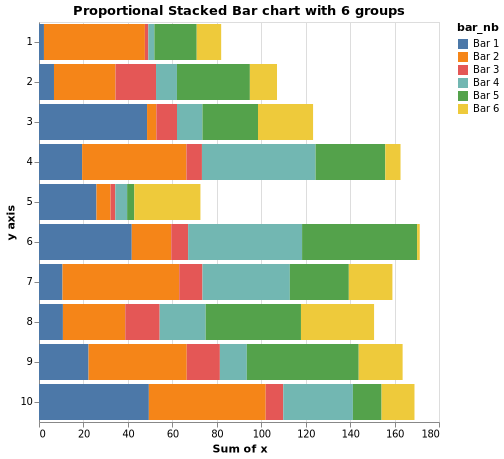 Proportional Stacked Bar chart with 6 groups
bar_nb
Bar 1
Bar 2
Bar 3
Bar 4
Bar 5
Bar 6
y axis
1
2
3
4
5
6
7
8
9
10
0 20 40 60 80 100 120 140 160 180
Sum of x